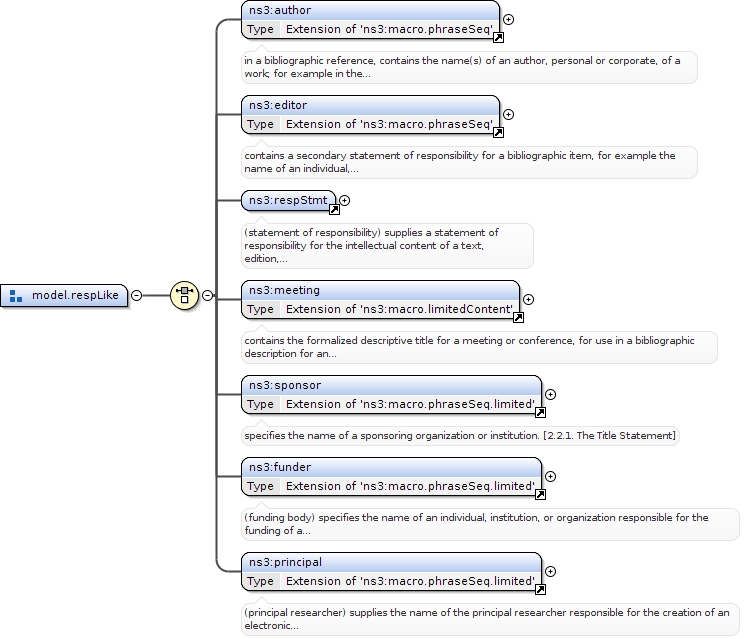 ns3:author
Type Extension of 'ns3:macro.phraseSeq'
in a bibliographic reference, contains the name(s) of an author, personal or corporate, of a
work; for example in the...
ns3:editor
Type Extension of 'ns3:macro.phraseSeq'
contains a secondary statement of responsibility for a bibliographic item, for example the
name of an individual,...
ns3:respStmt
(statement of responsibility) supplies a statement of
responsibility for the intellectual content of a text,
edition,...
model.respLike
ns3:meeting
Type Extension of 'ns3:macro.limitedContent'
contains the formalized descriptive title for a meeting or conference, for use in a bibliographic
description for an...
ns3:sponsor
Type Extension of 'ns3:macro.phraseSeq.limited'
specifies the name of a sponsoring organization or institution. [2.2.1. The Title Statement]
ns3:funder
Type Extension of 'ns3:macro.phraseSeq.limited'
(funding body) specifies the name of an individual, institution, or organization responsible for the
funding of a...
ns3:principal
Type Extension of 'ns3:macro.phraseSeq.limited'
(principal researcher) supplies the name of the principal researcher responsible for the creation of an
electronic...